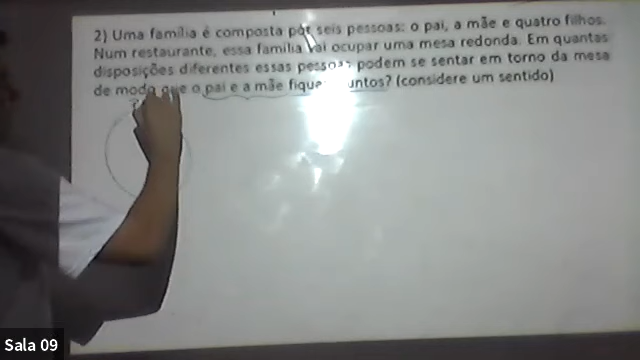 2) Uma família é composta por seis pessoas: o pai, a mãe e quatro filhos.
Num restaurante, essa família vai ocupar uma mesa redonda. Em quantas
disposições diferentes essas pessoas podem se sentar em torno da mesa
de modo que o pai e a mãe fique untos? (considere um sentido)
Sala 09